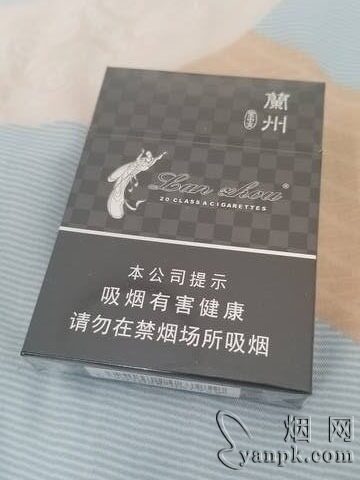 蘭州
Lan zhou®
20 CLASS A CIGARETTES
本公司提示
吸烟有害健康
请勿在禁烟场所吸烟
烟网
yanpk.com